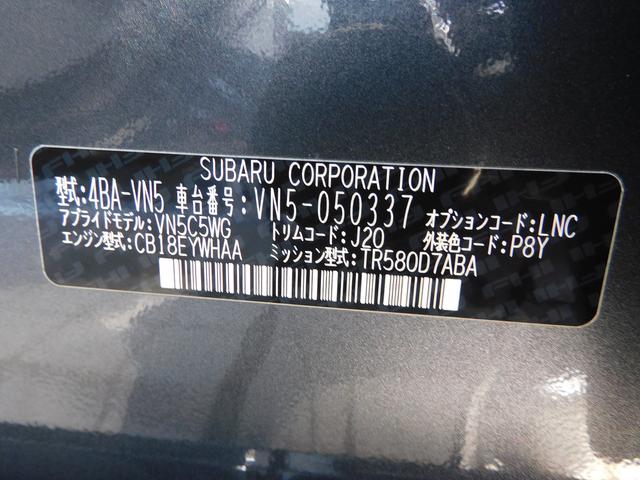 SUBARU CORPORATION
型式:4BA-VN5 車台番号:VN5-050337 オプションコード:LNC
アプライドモデル:VN5C5WG トリムコード:J20 外装色コード:P8Y
エンジン型式:CB18EYWHAA ミッション型式:TR580D7ABA